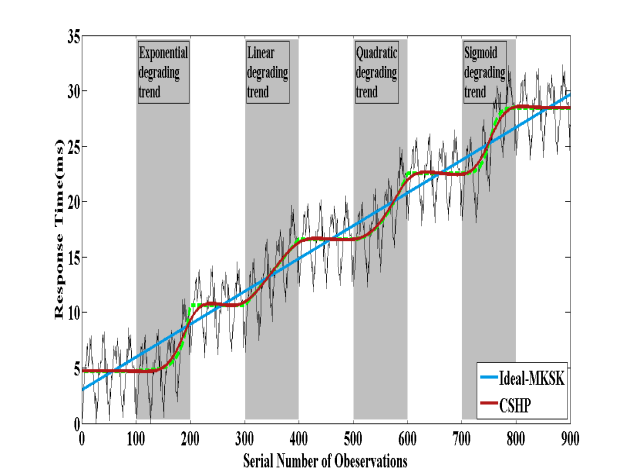 35
30
25
20
15
10
5
0
Response Time(ms)
Exponential
degrading
trend
Linear
degrading
trend
Quadratic
degrading
trend
Sigmoid
degrading
trend
Ideal-MKSK
CSHP
0 100 200 300 400 500 600 700 800 900
Serial Number of Obeservations